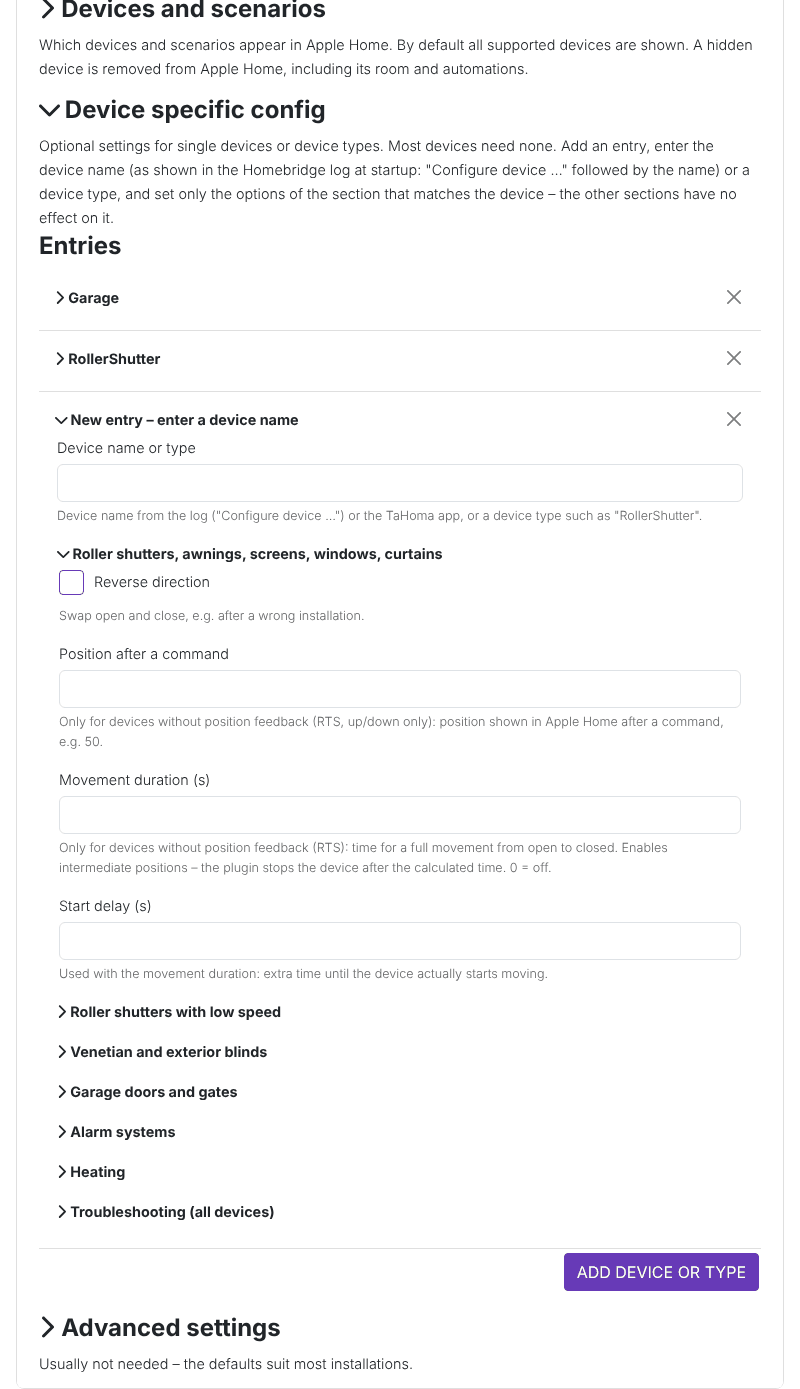 Devices and scenarios
Which devices and scenarios appear in Apple Home. By default all supported devices are shown. A hidden
device is removed from Apple Home, including its room and automations.
Device specific config
Optional settings for single devices or device types. Most devices need none. Add an entry, enter the
device name (as shown in the Homebridge log at startup: "Configure device ..." followed by the name) or a
device type, and set only the options of the section that matches the device – the other sections have no
effect on it.
Entries
Garage
RollerShutter
New entry – enter a device name
Device name or type
Device name from the log ("Configure device ...") or the TaHoma app, or a device type such as "RollerShutter".
Roller shutters, awnings, screens, windows, curtains
Reverse direction
Swap open and close, e.g. after a wrong installation.
Position after a command
Only for devices without position feedback (RTS, up/down only): position shown in Apple Home after a command,
e.g. 50.
Movement duration (s)
Only for devices without position feedback (RTS): time for a full movement from open to closed. Enables
intermediate positions – the plugin stops the device after the calculated time. 0 = off.
Start delay (s)
Used with the movement duration: extra time until the device actually starts moving.
Roller shutters with low speed
Venetian and exterior blinds
Garage doors and gates
Alarm systems
Heating
Troubleshooting (all devices)
ADD DEVICE OR TYPE
Advanced settings
Usually not needed – the defaults suit most installations.